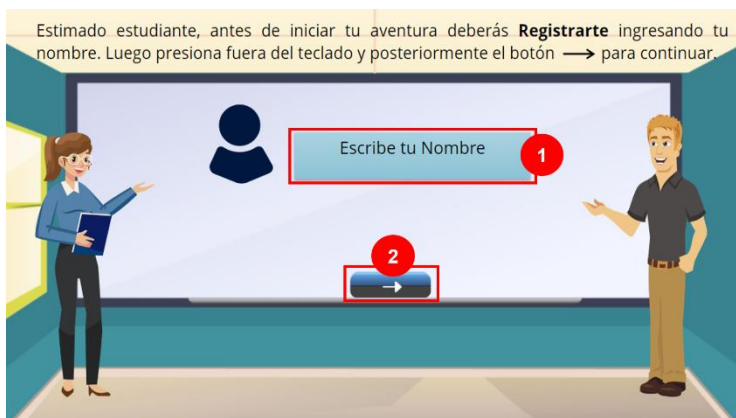 Estimado estudiante, antes de iniciar tu aventura deberás Registrarte ingresando tu
nombre. Luego presiona fuera del teclado y posteriormente el botón → para continuar.
Escribe tu Nombre
1
2
→